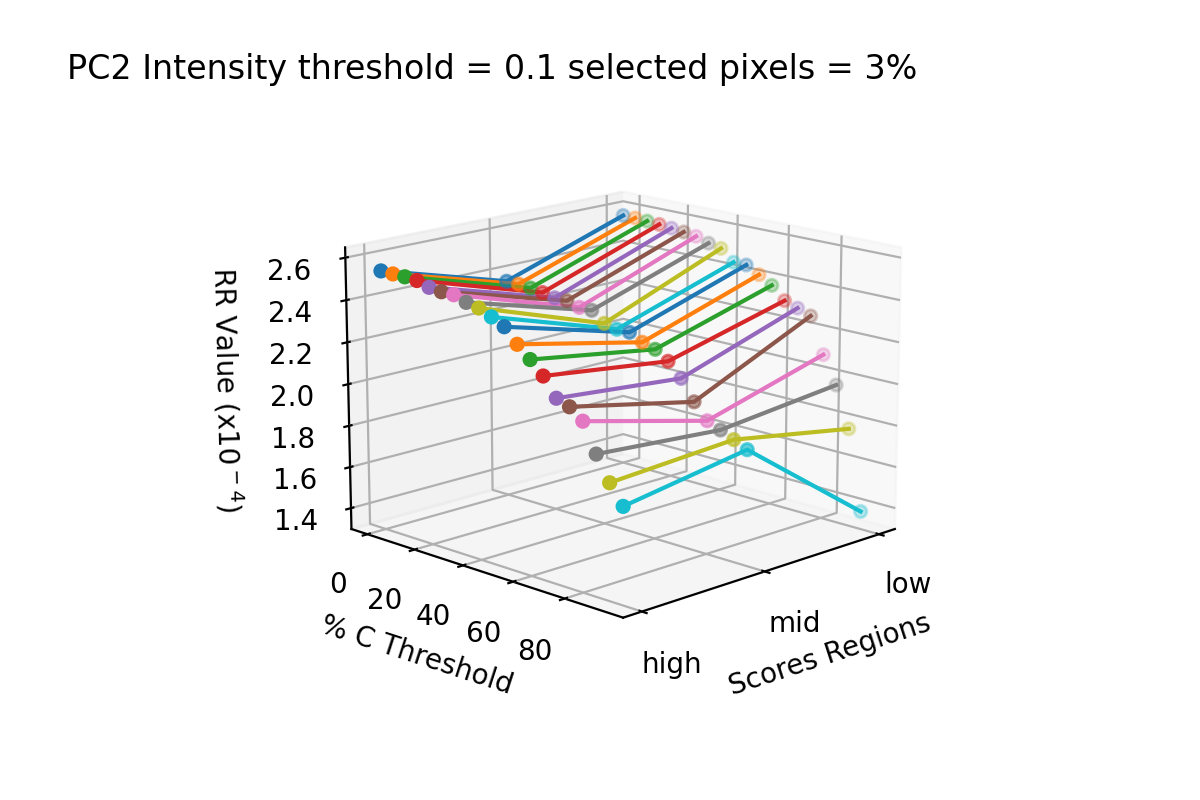 PC2 Intensity threshold = 0.1 selected pixels = 3%
2.6
2.4
2.2
2.0
1.8
1.6
1.4
RR Value (x10⁻⁴)
0
20
40
60
80
% C Threshold
high
mid
low
Scores Regions